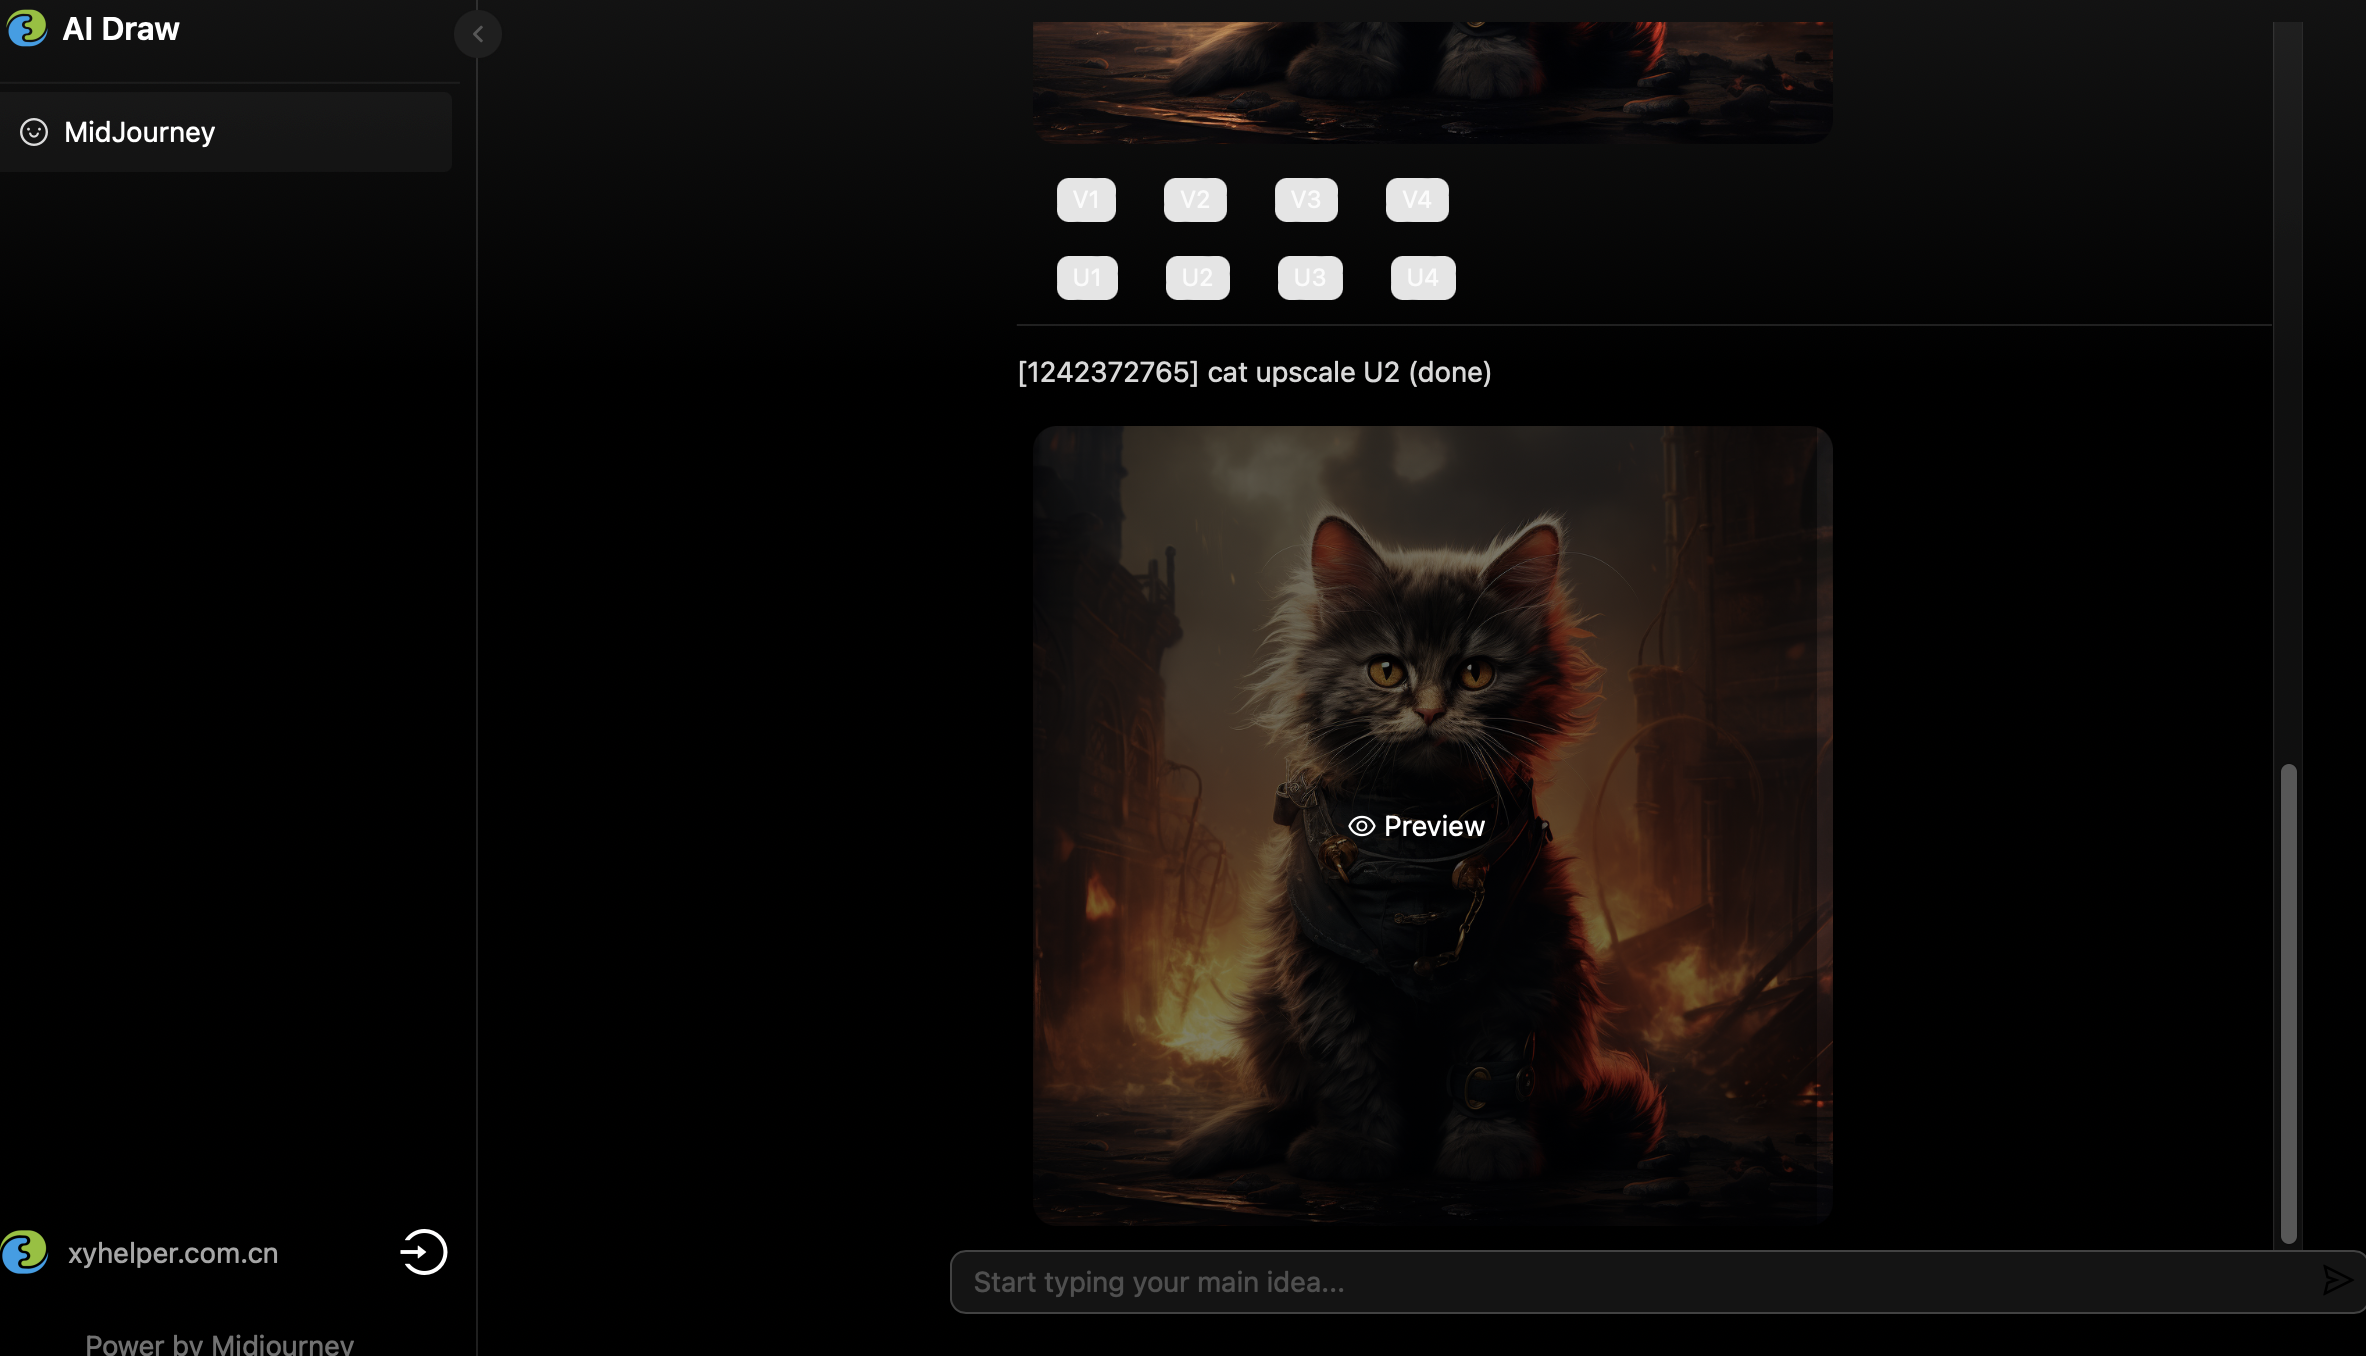 AI Draw
MidJourney
xyhelper.com.cn
Power by Midjourney
V1 V2 V3 V4
U1 U2 U3 U4
[1242372765] cat upscale U2 (done)
Preview
Start typing your main idea...